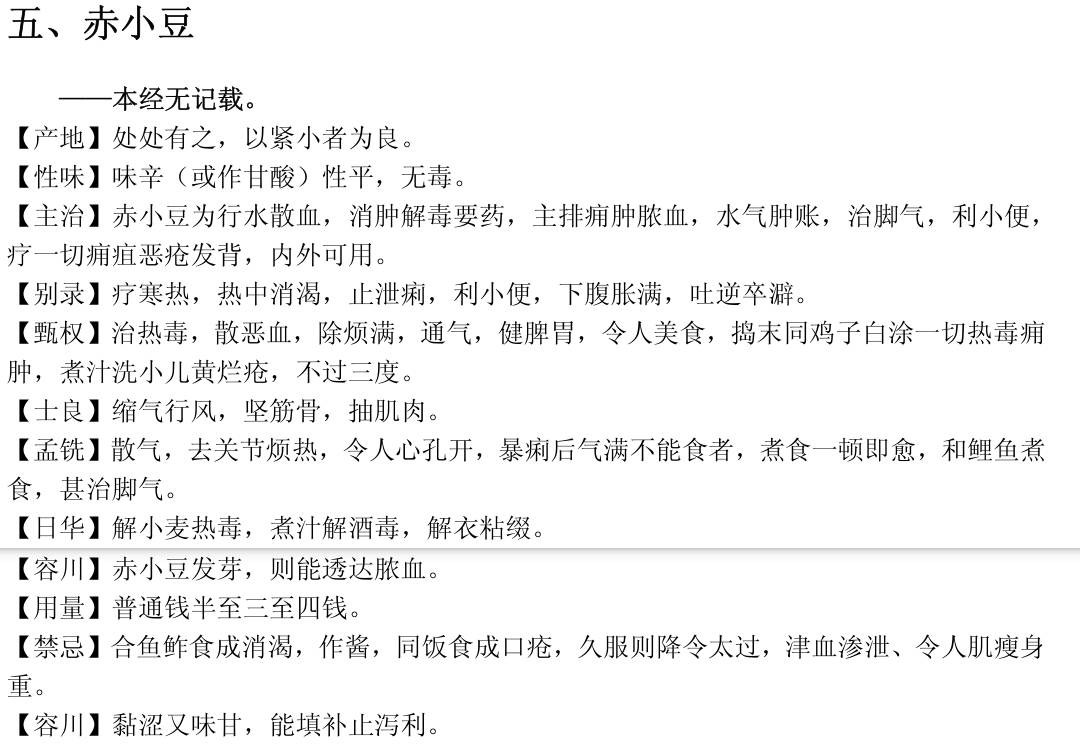 五、赤小豆
——本经无记载。
【产地】处处有之，以紧小者为良。
【性味】味辛（或作甘酸）性平，无毒。
【主治】赤小豆为行水散血，消肿解毒要药，主排痈肿脓血，水气肿账，治脚气，利小便，
疗一切痈疽恶疮发背，内外可用。
【别录】疗寒热，热中消渴，止泄痢，利小便，下腹胀满，吐逆卒澼。
【甄权】治热毒，散恶血，除烦满，通气，健脾胃，令人美食，捣末同鸡子白涂一切热毒痈
肿，煮汁洗小儿黄烂疮，不过三度。
【士良】缩气行风，坚筋骨，抽肌肉。
【孟铣】散气，去关节烦热，令人心孔开，暴痢后气满不能食者，煮食一顿即愈，和鲤鱼煮
食，甚治脚气。
【日华】解小麦热毒，煮汁解酒毒，解衣粘缀。
【容川】赤小豆发芽，则能透达脓血。
【用量】普通钱半至三至四钱。
【禁忌】合鱼鲊食成消渴，作酱，同饭食成口疮，久服则降令太过，津血渗泄、令人肌瘦身
重。
【容川】黏涩又味甘，能填补止泻利。